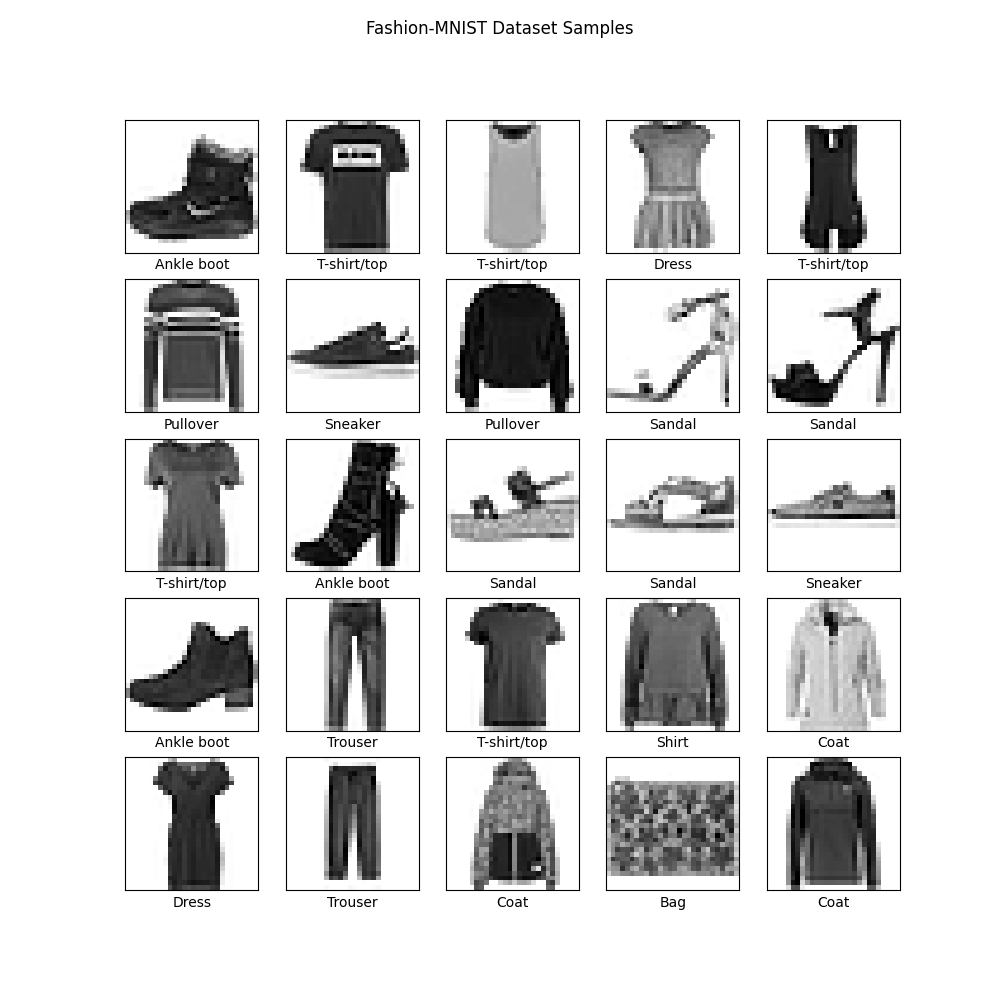 Fashion-MNIST Dataset Samples
Ankle boot T-shirt/top T-shirt/top Dress T-shirt/top
Pullover Sneaker Pullover Sandal Sandal
T-shirt/top Ankle boot Sandal Sandal Sneaker
Ankle boot Trouser T-shirt/top Shirt Coat
Dress Trouser Coat Bag Coat